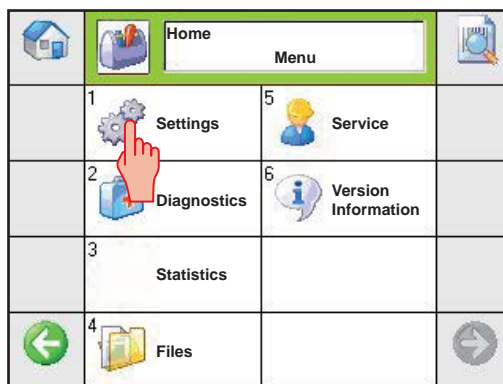 Home
Menu
1
Settings
2
Diagnostics
3
Statistics
4
Files
5
Service
6
Version
Information